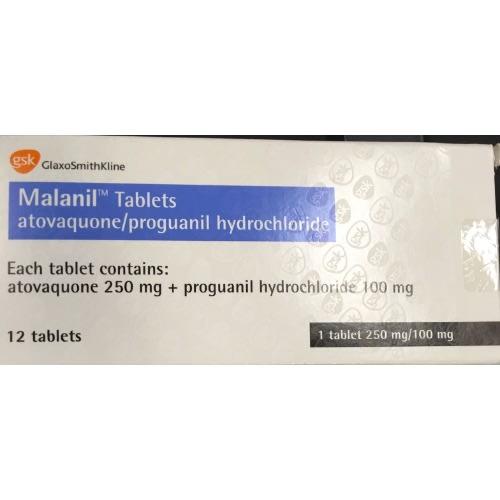 gsk GlaxoSmithKline
Malanil™ Tablets
atovaquone/proguanil hydrochloride
Each tablet contains:
atovaquone 250 mg + proguanil hydrochloride 100 mg
12 tablets
1 tablet 250 mg/100 mg